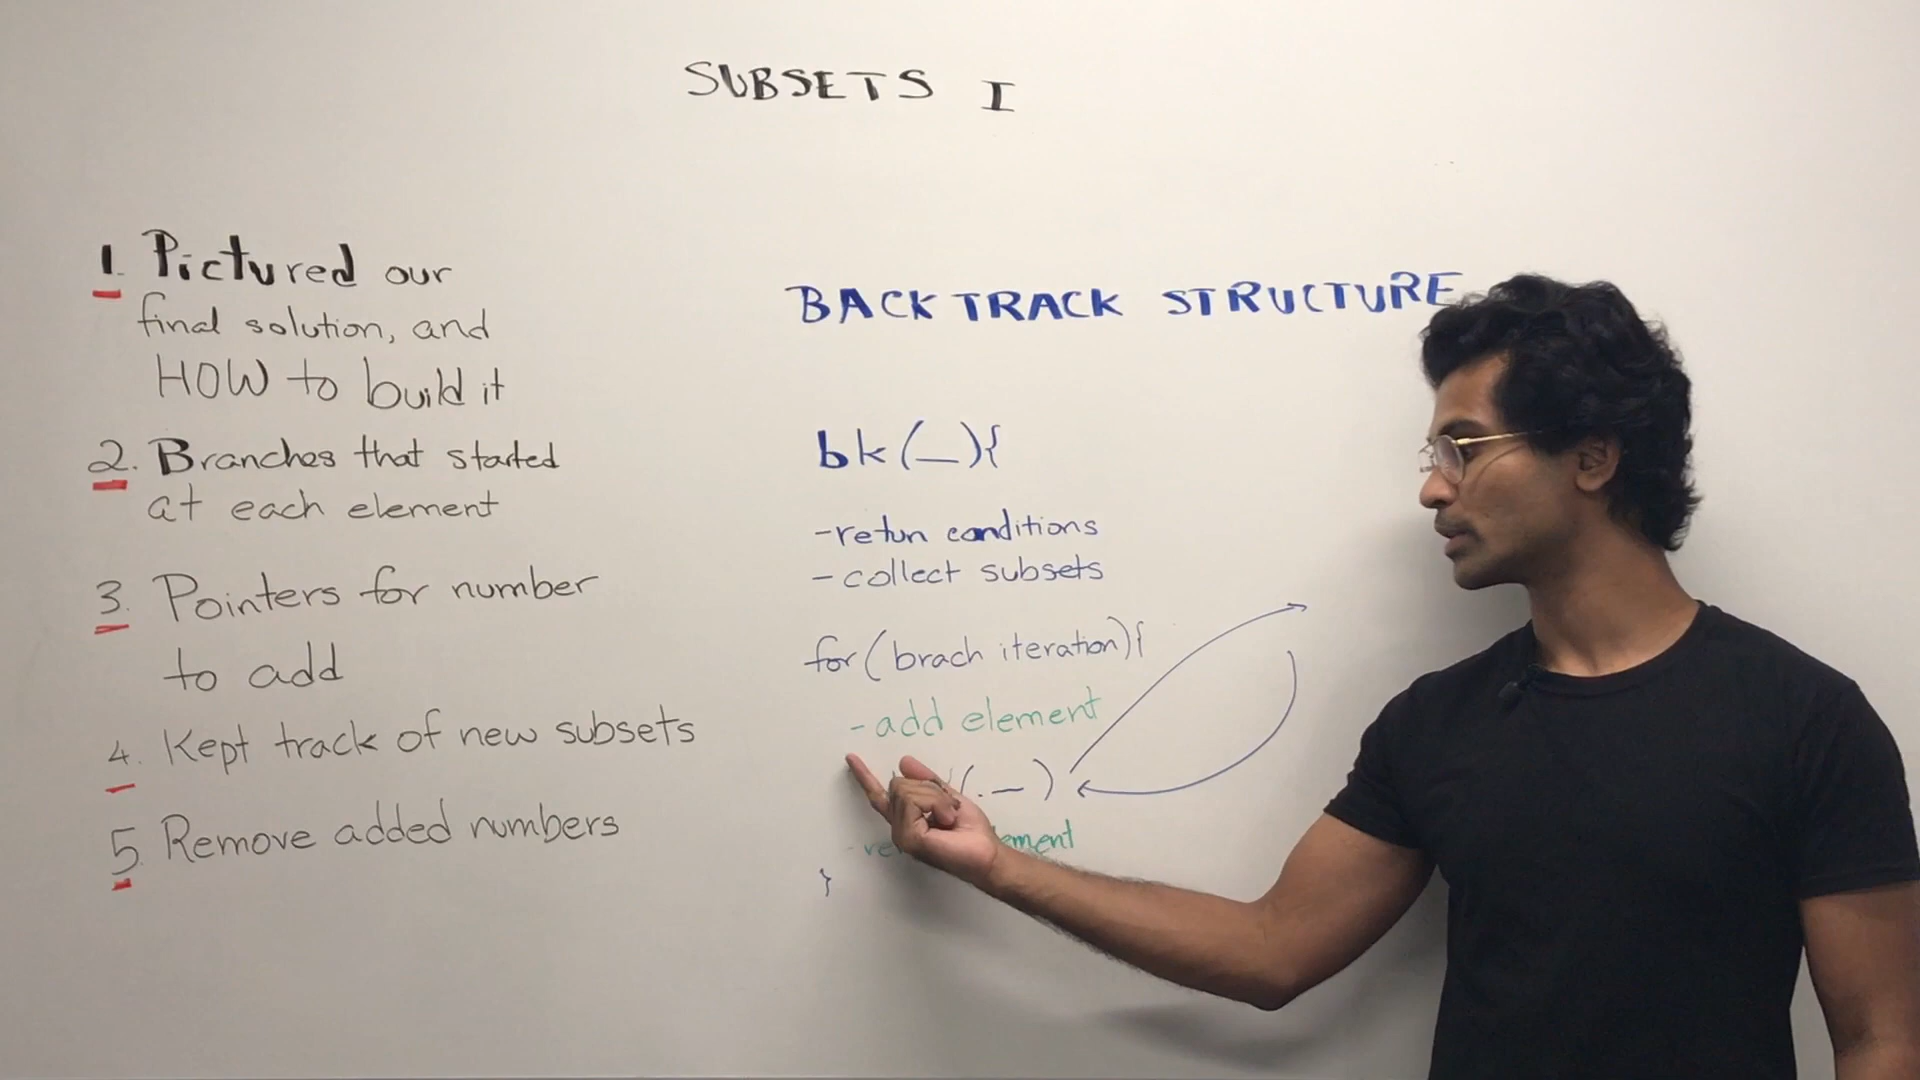 SUBSETS I
1. Pictured our
final solution, and
HOW to build it
2. Branches that started
at each element
3. Pointers for number
to add
4. Kept track of new subsets
5. Remove added numbers
BACKTRACK STRUCTURE
bk(_){
-retun conditions
- collect subsets
for (brach iteration){
- add element
(._)
}